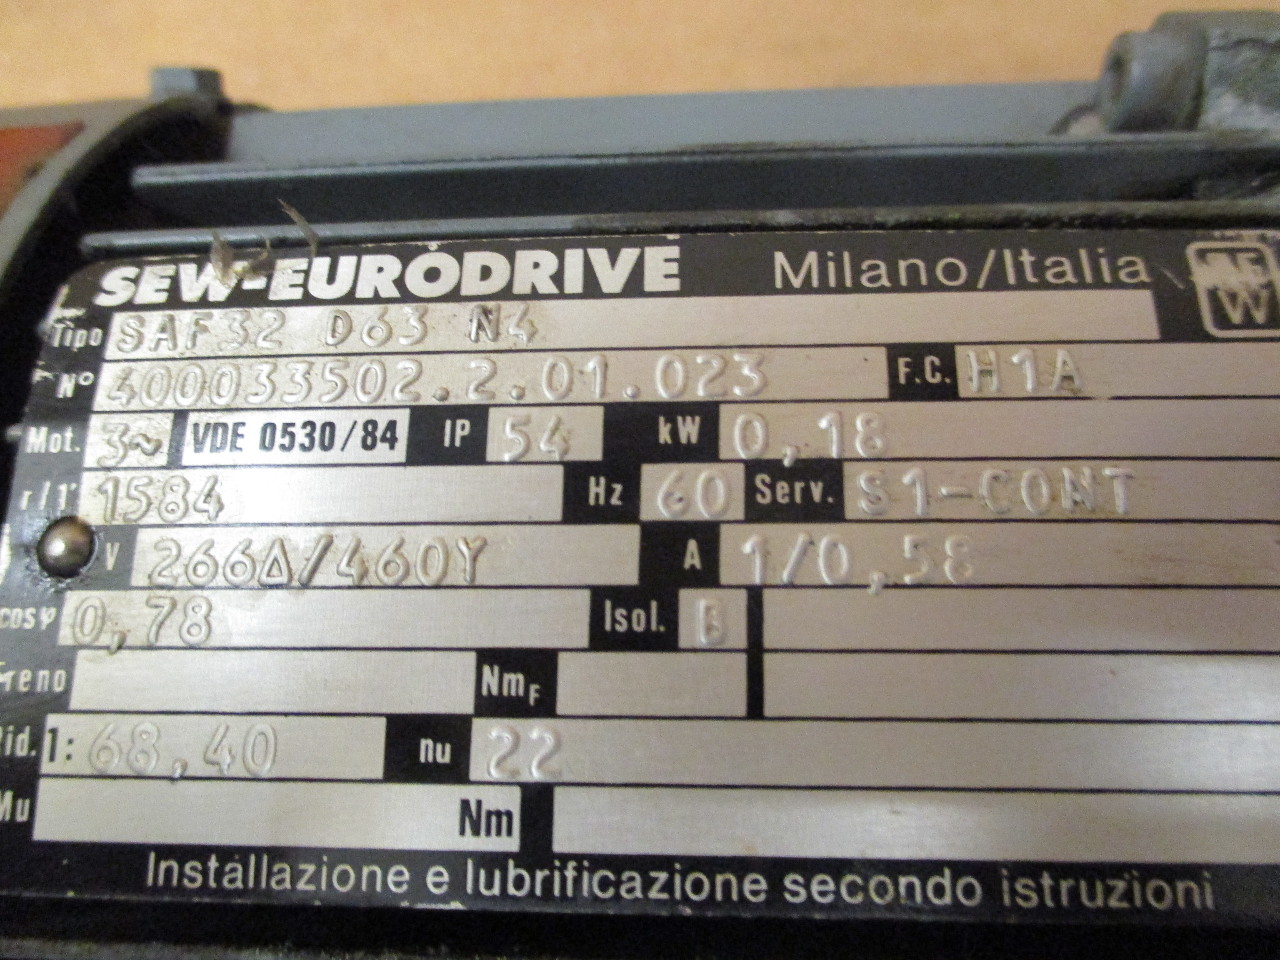 SEW-EURODRIVE Milano/Italia
Tipo SAF32 D63 N4
N° 400033502.2.01.023 F.C. H1A
Mot. 3~ VDE 0530/84 IP 54 kW 0,18
r/1' 1584 Hz 60 Serv. S1-CONT
V 266Δ/460Y A 1/0,58
cosφ 0,78 Isol. B
Freno NmF
Rid. 1: 68,40 nu 22
Mu Nm
Installazione e lubrificazione secondo istruzioni